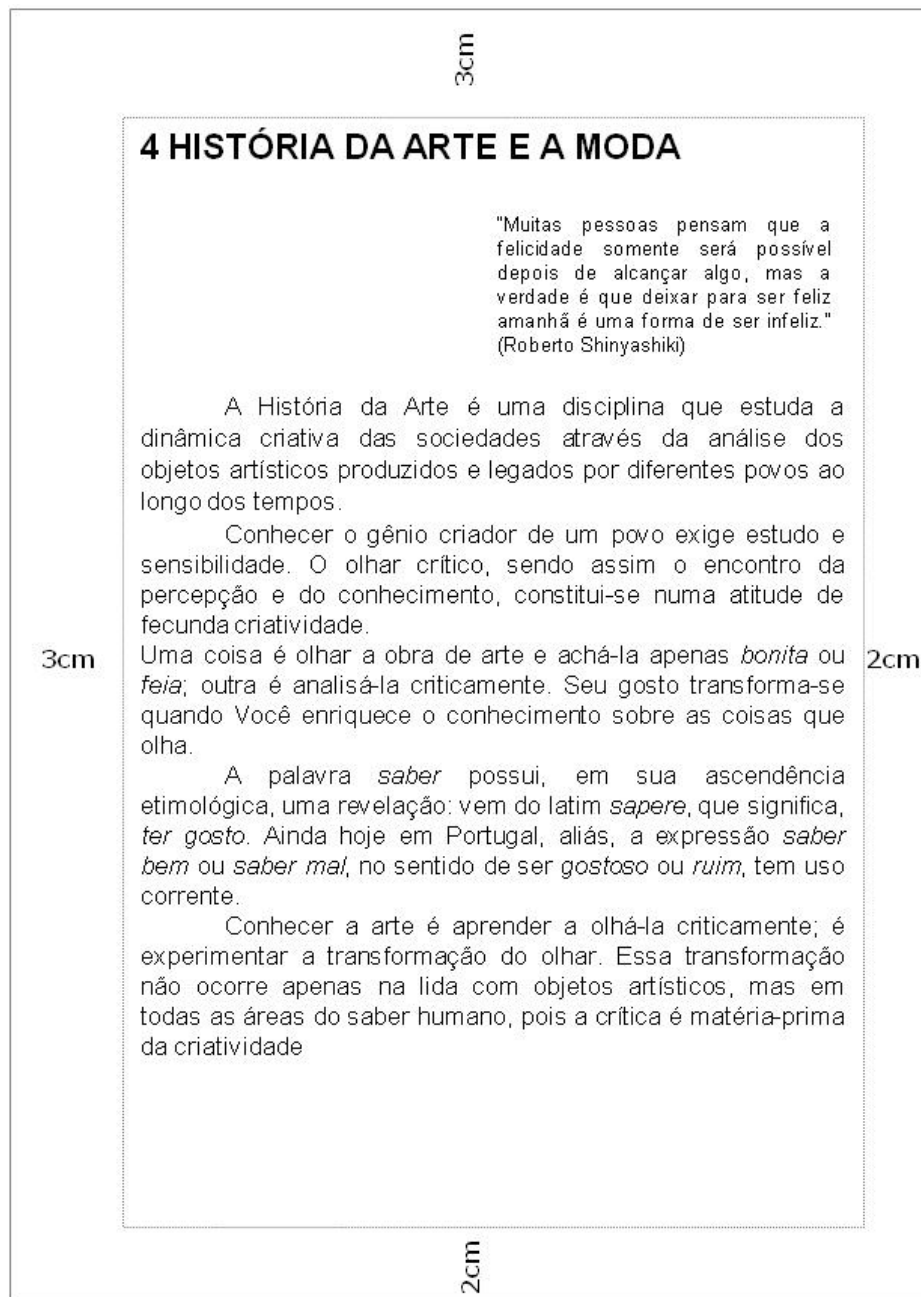 3cm
4 HISTÓRIA DA ARTE E A MODA
"Muitas pessoas pensam que a
felicidade somente será possível
depois de alcançar algo, mas a
verdade é que deixar para ser feliz
amanhã é uma forma de ser infeliz."
(Roberto Shinyashiki)
A História da Arte é uma disciplina que estuda a
dinâmica criativa das sociedades através da análise dos
objetos artísticos produzidos e legados por diferentes povos ao
longo dos tempos.
Conhecer o gênio criador de um povo exige estudo e
sensibilidade. O olhar crítico, sendo assim o encontro da
percepção e do conhecimento, constitui-se numa atitude de
fecunda criatividade.
3cm
Uma coisa é olhar a obra de arte e achá-la apenas bonita ou
2cm
feia; outra é analisá-la criticamente. Seu gosto transforma-se
quando Você enriquece o conhecimento sobre as coisas que
olha.
A palavra saber possui, em sua ascendência
etimológica, uma revelação: vem do latim sapere, que significa,
ter gosto. Ainda hoje em Portugal, aliás, a expressão saber
bem ou saber mal, no sentido de ser gostoso ou ruim, tem uso
corrente.
Conhecer a arte é aprender a olhá-la criticamente; é
experimentar a transformação do olhar. Essa transformação
não ocorre apenas na lida com objetos artísticos, mas em
todas as áreas do saber humano, pois a crítica é matéria-prima
da criatividade
2cm